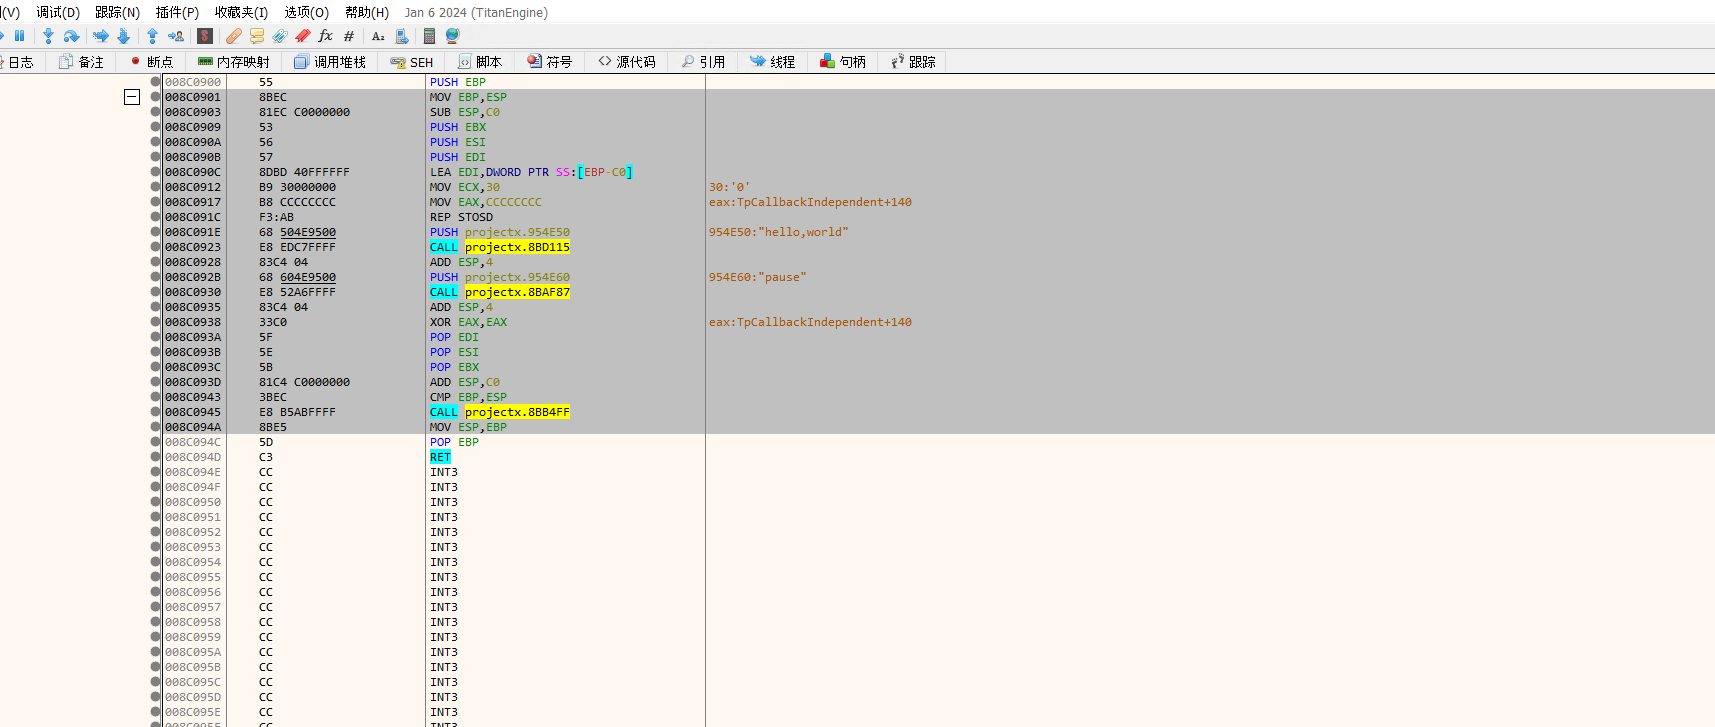 (V) 调试(D) 跟踪(N) 插件(P) 收藏夹(I) 选项(O) 帮助(H) Jan 6 2024 (TitanEngine)
日志 备注 断点 内存映射 调用堆栈 SEH 脚本 符号 源代码 引用 线程 句柄 跟踪
008C0900 55 PUSH EBP
008C0901 8BEC MOV EBP,ESP
008C0903 81EC C0000000 SUB ESP,C0
008C0909 53 PUSH EBX
008C090A 56 PUSH ESI
008C090B 57 PUSH EDI
008C090C 8DBD 40FFFFFF LEA EDI,DWORD PTR SS:[EBP-C0]
008C0912 B9 30000000 MOV ECX,30 30:'0'
008C0917 B8 CCCCCCCC MOV EAX,CCCCCCCC eax:TpCallbackIndependent+140
008C091C F3:AB REP STOSD
008C091E 68 504E9500 PUSH projectx.954E50 954E50:"hello,world"
008C0923 E8 EDC7FFFF CALL projectx.8BD115
008C0928 83C4 04 ADD ESP,4
008C092B 68 604E9500 PUSH projectx.954E60 954E60:"pause"
008C0930 E8 52A6FFFF CALL projectx.8BAF87
008C0935 83C4 04 ADD ESP,4
008C0938 33C0 XOR EAX,EAX eax:TpCallbackIndependent+140
008C093A 5F POP EDI
008C093B 5E POP ESI
008C093C 5B POP EBX
008C093D 81C4 C0000000 ADD ESP,C0
008C0943 3BEC CMP EBP,ESP
008C0945 E8 B5ABFFFF CALL projectx.8BB4FF
008C094A 8BE5 MOV ESP,EBP
008C094C 5D POP EBP
008C094D C3 RET
008C094E CC INT3
008C094F CC INT3
008C0950 CC INT3
008C0951 CC INT3
008C0952 CC INT3
008C0953 CC INT3
008C0954 CC INT3
008C0955 CC INT3
008C0956 CC INT3
008C0957 CC INT3
008C0958 CC INT3
008C0959 CC INT3
008C095A CC INT3
008C095B CC INT3
008C095C CC INT3
008C095D CC INT3
008C095E CC INT3
008C095F CC INT3